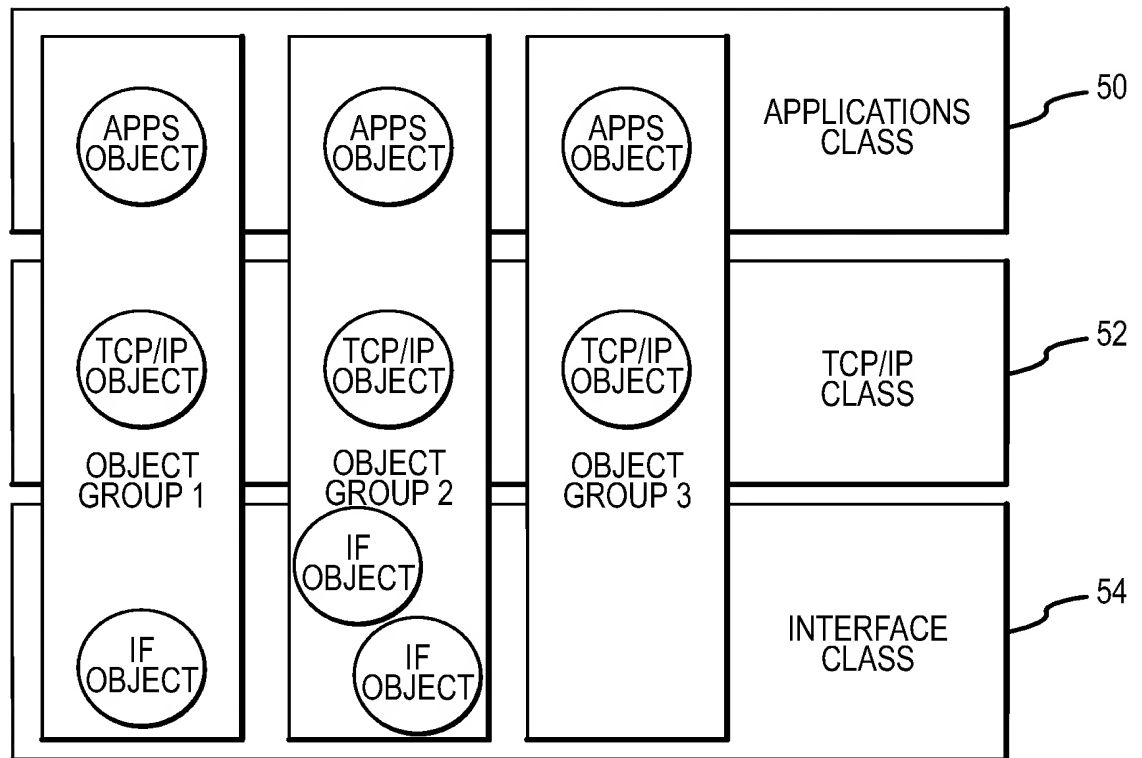 APPS
OBJECT
APPS
OBJECT
APPS
OBJECT
APPLICATIONS
CLASS
50
TCP/IP
OBJECT
TCP/IP
OBJECT
TCP/IP
OBJECT
TCP/IP
CLASS
52
OBJECT
GROUP 1
OBJECT
GROUP 2
OBJECT
GROUP 3
IF
OBJECT
IF
OBJECT
IF
OBJECT
INTERFACE
CLASS
54